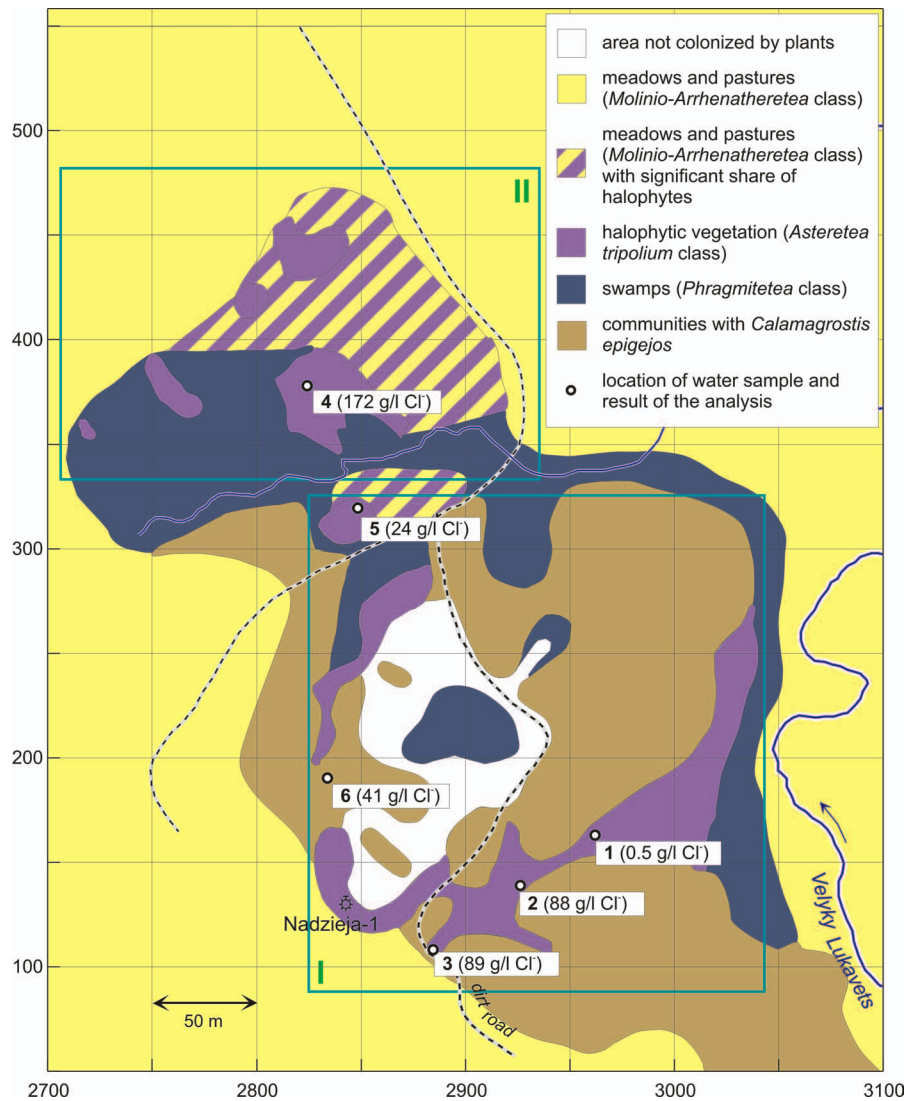 area not colonized by plants
meadows and pastures
(Molinio-Arrhenatheretea class)
meadows and pastures
(Molinio-Arrhenatheretea class)
with significant share of
halophytes
halophytic vegetation (Asteretea
tripolium class)
swamps (Phragmitetea class)
communities with Calamagrostis
epigejos
location of water sample and
result of the analysis
500
II
400
4 (172 g/l Cl⁻)
5 (24 g/l Cl⁻)
300
200
6 (41 g/l Cl⁻)
1 (0.5 g/l Cl⁻)
2 (88 g/l Cl⁻)
Nadzieja-1
3 (89 g/l Cl⁻)
Velyky Lukavets
100
I
dirt road
50 m
2700 2800 2900 3000 3100